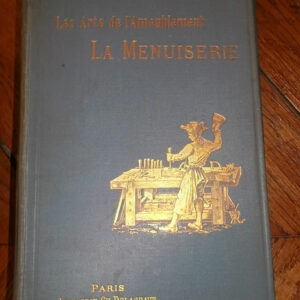 Les Arts de l'Ameublement
LA MENUISERIE
PARIS
CH. DELAGRAVE